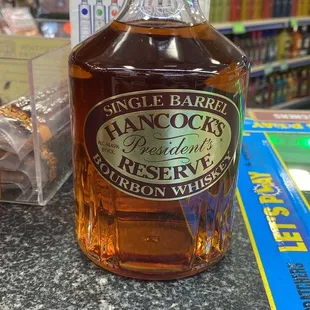 SINGLE BARREL
HANCOCK'S
President's
RESERVE
BOURBON WHISKEY
LET'S PLAY